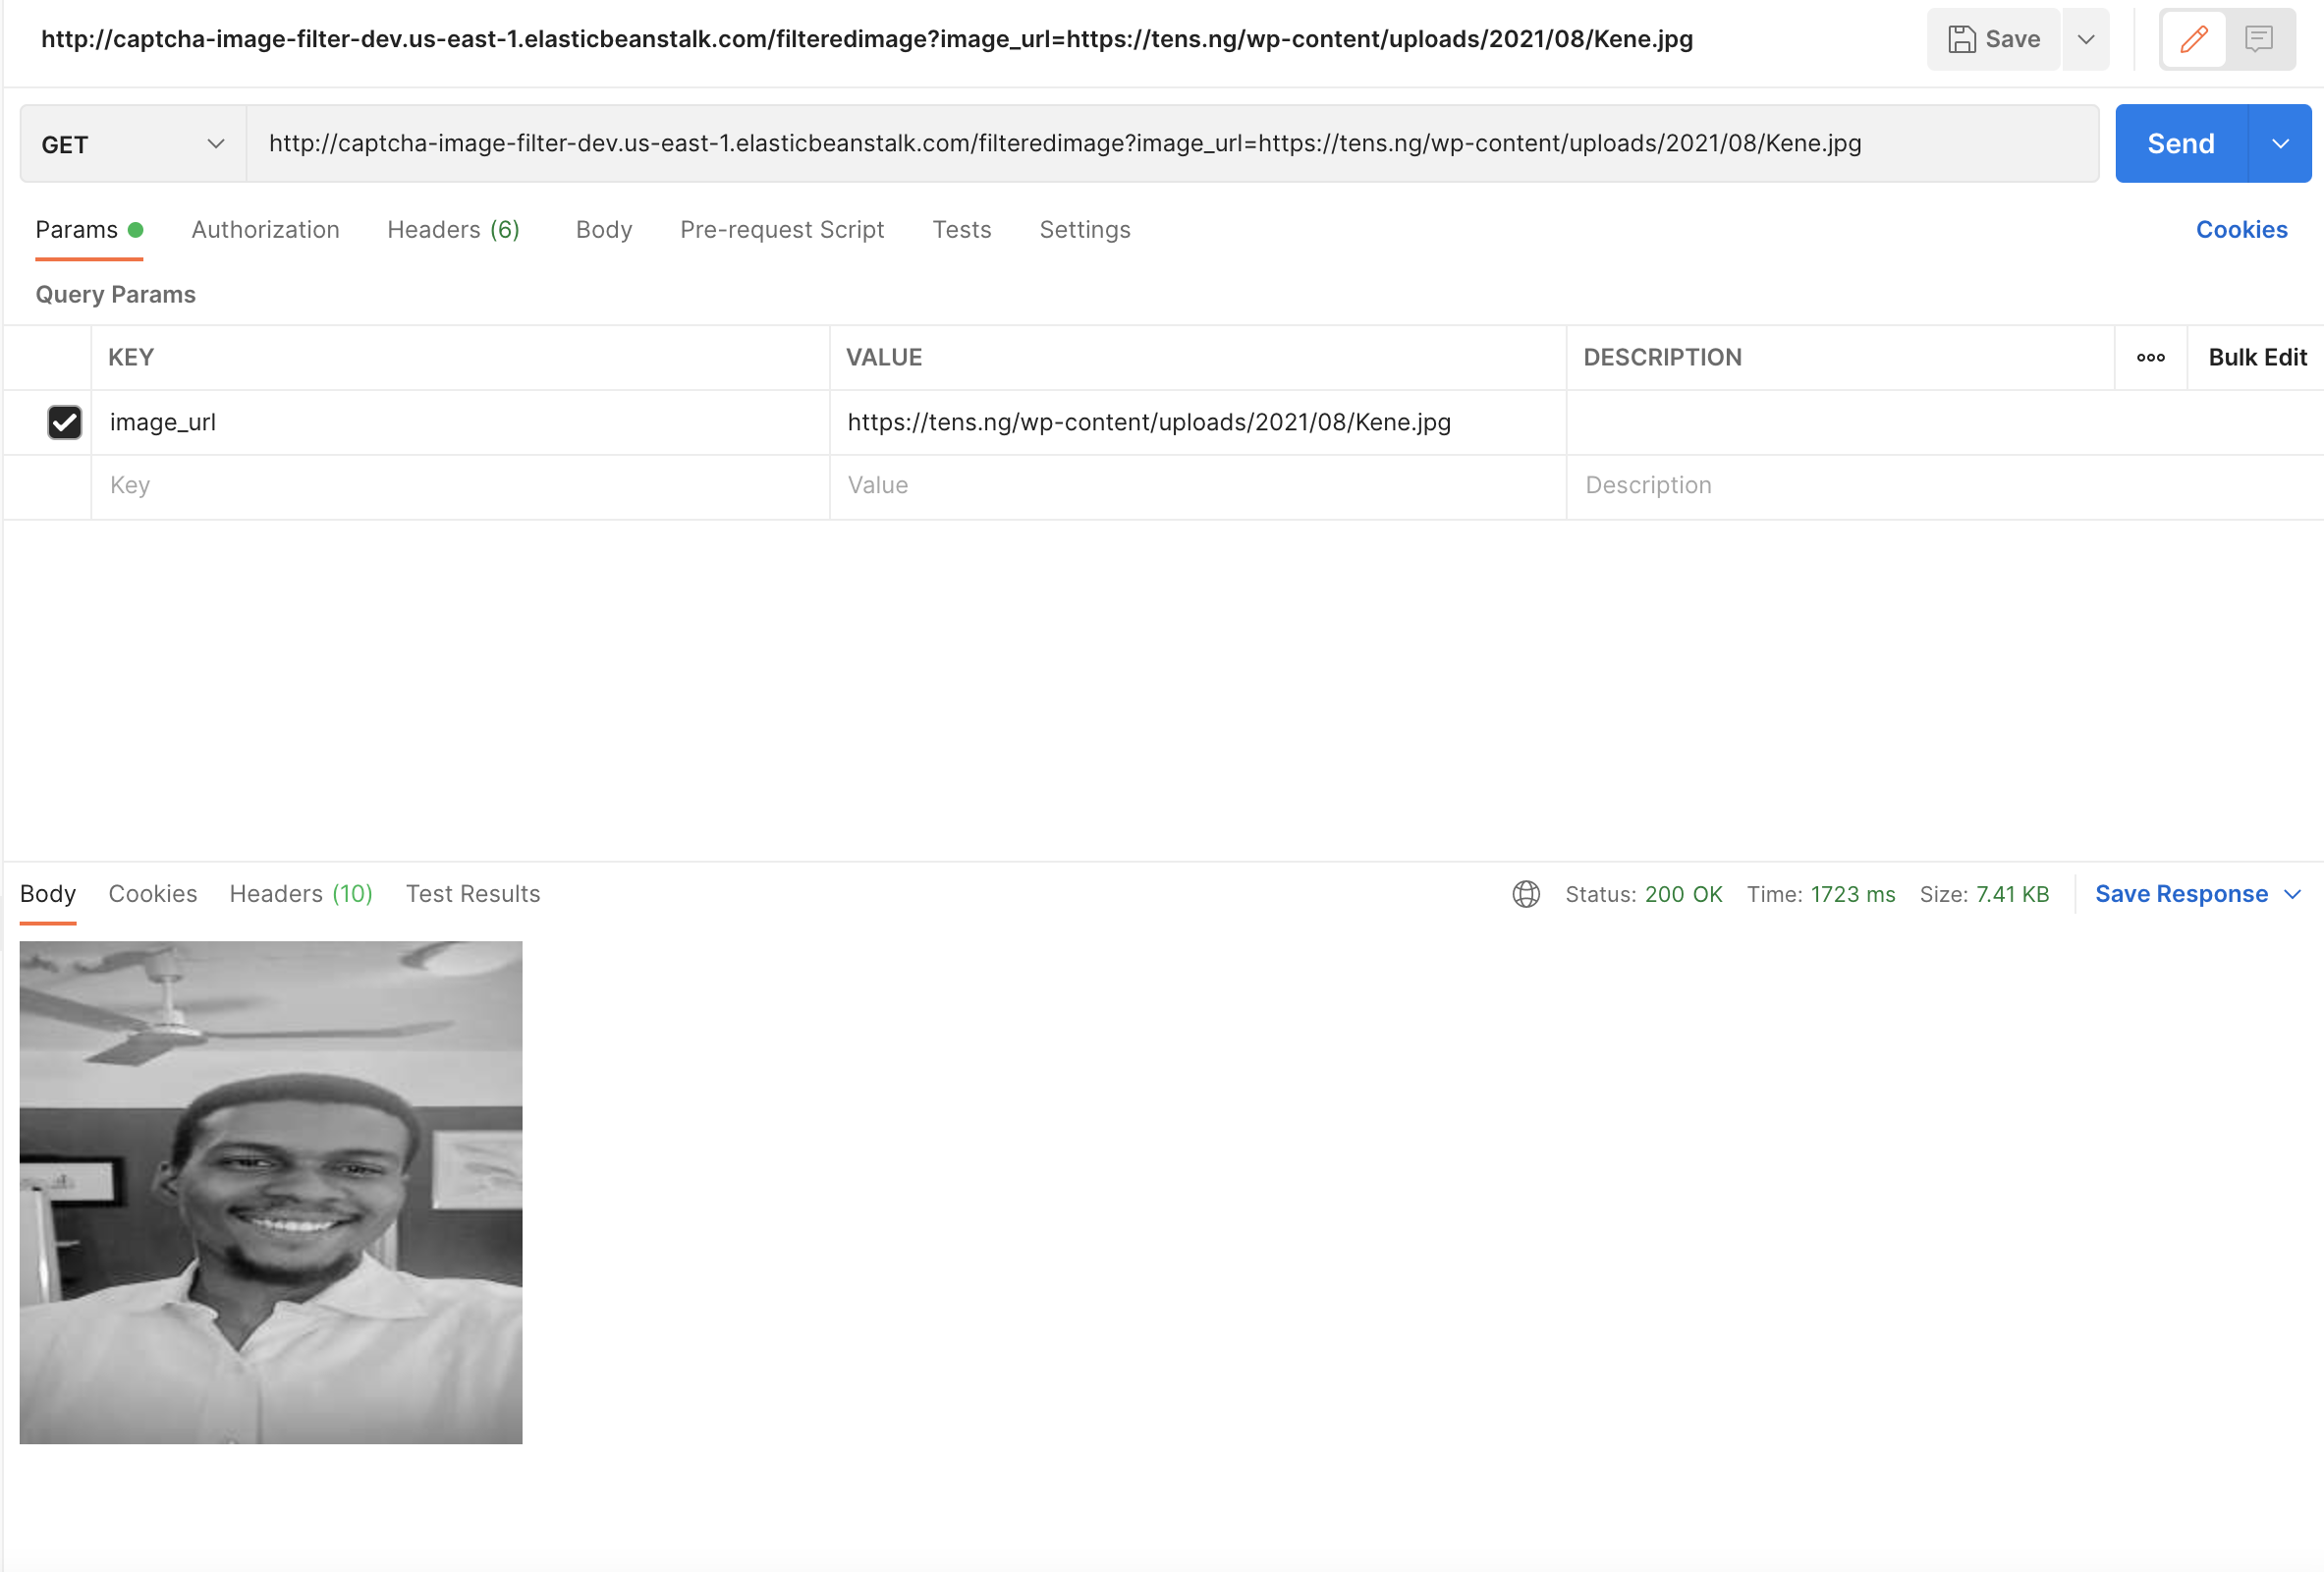 http://captcha-image-filter-dev.us-east-1.elasticbeanstalk.com/filteredimage?image_url=https://tens.ng/wp-content/uploads/2021/08/Kene.jpg
Save
GET
http://captcha-image-filter-dev.us-east-1.elasticbeanstalk.com/filteredimage?image_url=https://tens.ng/wp-content/uploads/2021/08/Kene.jpg
Send
Params Authorization Headers (6) Body Pre-request Script Tests Settings Cookies
Query Params
KEY VALUE DESCRIPTION Bulk Edit
image_url https://tens.ng/wp-content/uploads/2021/08/Kene.jpg
Key Value Description
Body Cookies Headers (10) Test Results Status: 200 OK Time: 1723 ms Size: 7.41 KB Save Response